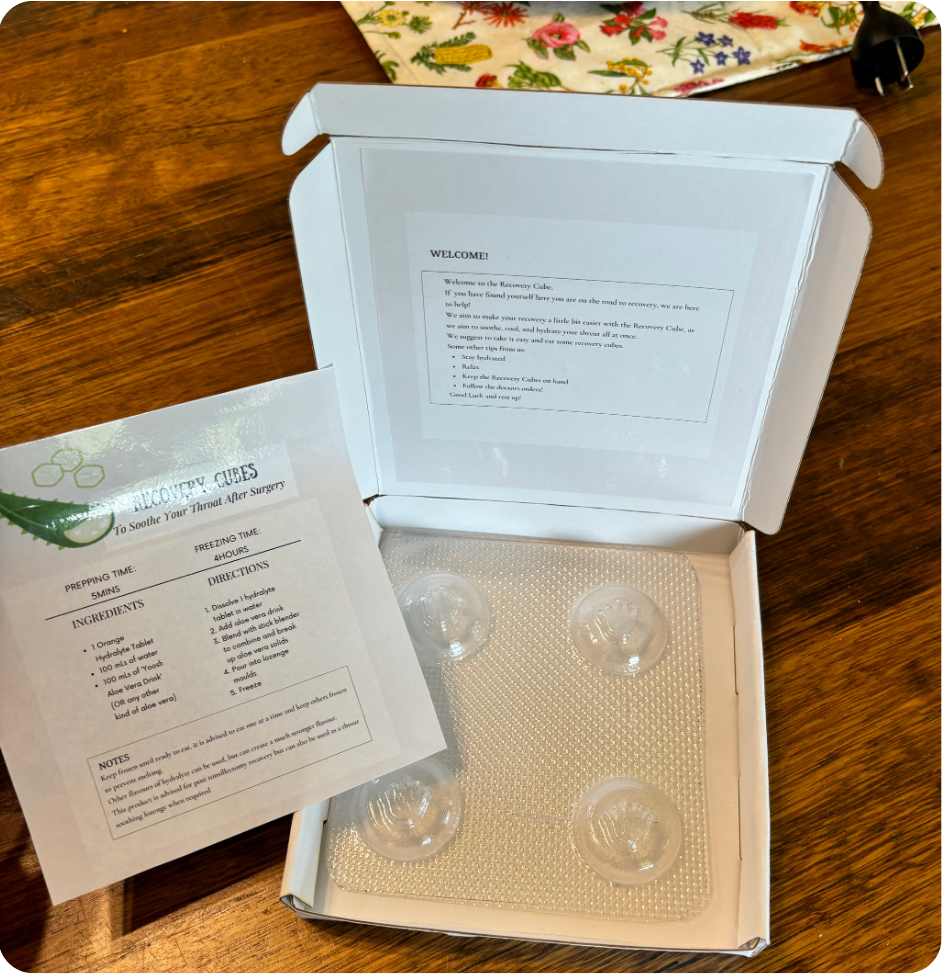 WELCOME!
Welcome to the Recovery Cube,
If you have found yourself here you are on the road to recovery, we are here
to help!
We aim to make your recovery a little bit easier with the Recovery Cube, as
we aim to soothe, cool, and hydrate your throat all at once.
We suggest to take it easy and eat some recovery cubes.
Some other tips from us:
• Stay hydrated
• Relax
• Keep the Recovery Cubes on hand
• Follow the doctors orders!
Good Luck and rest up!
RECOVERY CUBES
To Soothe Your Throat After Surgery
PREPPING TIME:
5MINS
FREEZING TIME:
4HOURS
INGREDIENTS
• 1 Orange
Hydralyte Tablet
• 100 mLs of water
• 100 mLs of 'Yoosh
Aloe Vera Drink'
(OR any other
kind of aloe vera)
DIRECTIONS
1. Dissolve 1 hydralyte
tablet in water
2. Add aloe vera drink
3. Blend with stick blender
to combine and break
up aloe vera solids
4. Pour into lozenge
moulds
5. Freeze
NOTES
Keep frozen until ready to eat, it is advised to eat one at a time and keep others frozen
to prevent melting.
Other flavours of hydralyte can be used, but can create a much stronger flavour.
This product is advised for post tonsillectomy recovery but can also be used as a throat
soothing lozenge when required